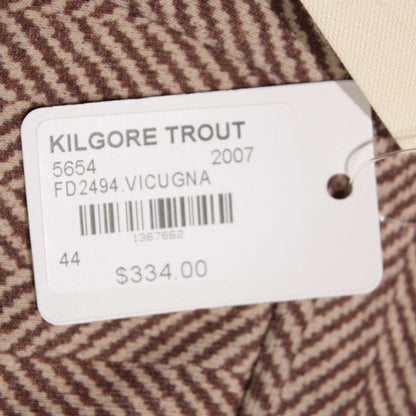 KILGORE TROUT
5654 2007
FD2494.VICUGNA
1367662
44
$334.00